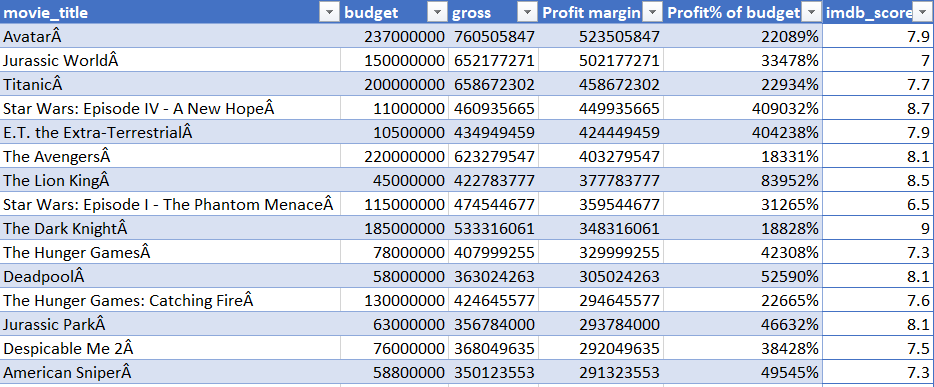 movie_title budget gross Profit margin Profit% of budget imdb_score
AvatarÂ 237000000 760505847 523505847 22089% 7.9
Jurassic WorldÂ 150000000 652177271 502177271 33478% 7
TitanicÂ 200000000 658672302 458672302 22934% 7.7
Star Wars: Episode IV - A New HopeÂ 11000000 460935665 449935665 409032% 8.7
E.T. the Extra-TerrestrialÂ 10500000 434949459 424449459 404238% 7.9
The AvengersÂ 220000000 623279547 403279547 18331% 8.1
The Lion KingÂ 45000000 422783777 377783777 83952% 8.5
Star Wars: Episode I - The Phantom MenaceÂ 115000000 474544677 359544677 31265% 6.5
The Dark KnightÂ 185000000 533316061 348316061 18828% 9
The Hunger GamesÂ 78000000 407999255 329999255 42308% 7.3
DeadpoolÂ 58000000 363024263 305024263 52590% 8.1
The Hunger Games: Catching FireÂ 130000000 424645577 294645577 22665% 7.6
Jurassic ParkÂ 63000000 356784000 293784000 46632% 8.1
Despicable Me 2Â 76000000 368049635 292049635 38428% 7.5
American SniperÂ 58800000 350123553 291323553 49545% 7.3